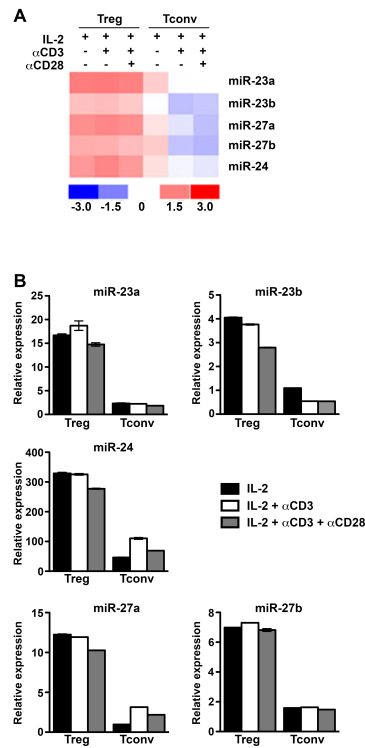 A
Treg Tconv
IL-2 + + + + + +
αCD3 - + + - + +
αCD28 - - + - - +
miR-23a
miR-23b
miR-27a
miR-27b
miR-24
-3.0 -1.5 0 1.5 3.0
B
miR-23a
Relative expression
25
20
15
10
5
0
Treg Tconv
miR-23b
Relative expression
5
4
3
2
1
0
Treg Tconv
miR-24
Relative expression
400
300
200
100
0
Treg Tconv
IL-2
IL-2 + αCD3
IL-2 + αCD3 + αCD28
miR-27a
Relative expression
15
10
5
0
Treg Tconv
miR-27b
Relative expression
8
6
4
2
0
Treg Tconv